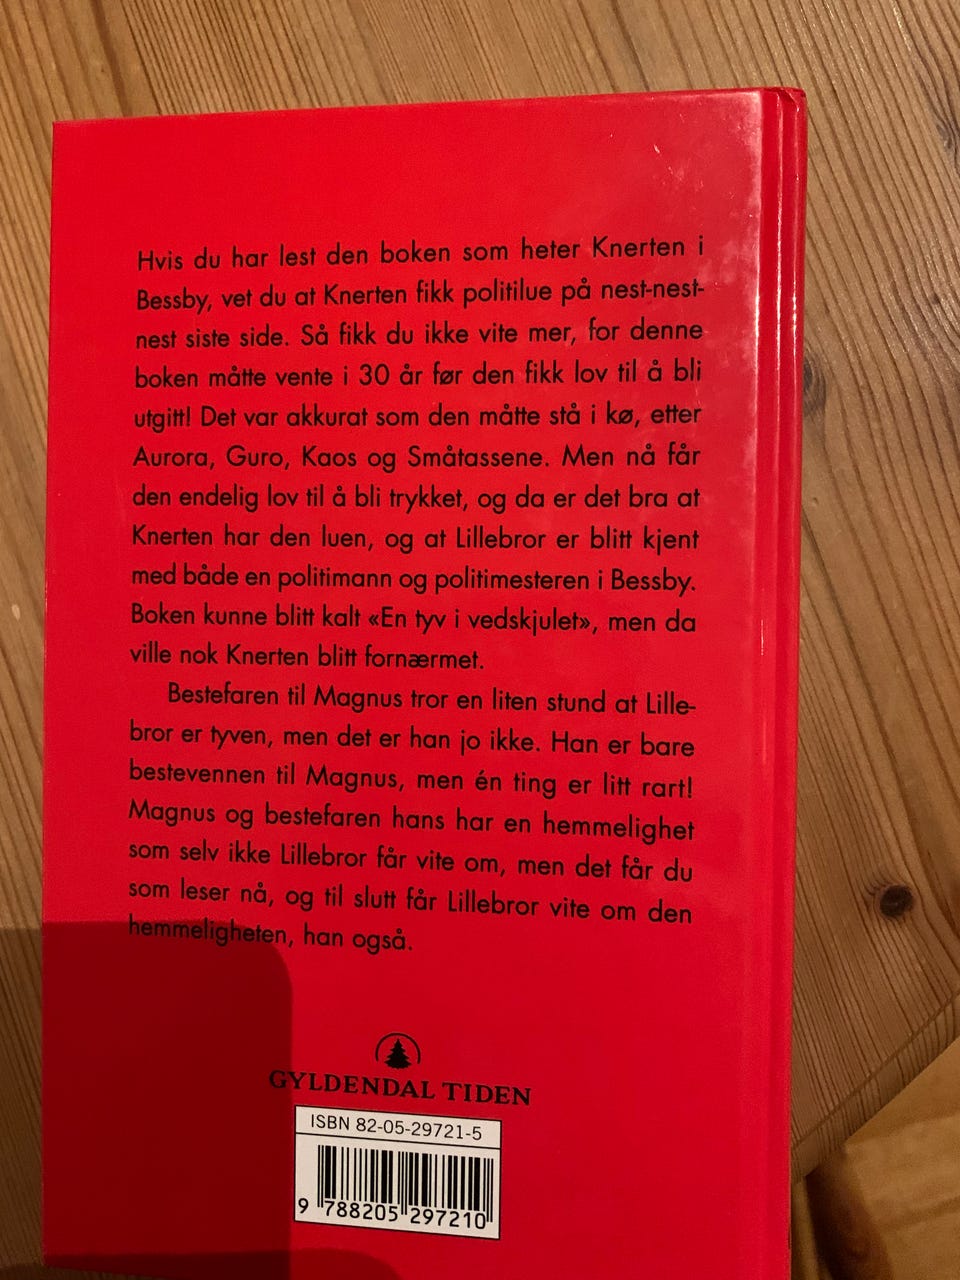 Hvis du har lest den boken som heter Knerten i
Bessby, vet du at Knerten fikk politilue på nest-nest-
nest siste side. Så fikk du ikke vite mer, for denne
boken måtte vente i 30 år før den fikk lov til å bli
utgitt! Det var akkurat som den måtte stå i kø, etter
Aurora, Guro, Kaos og Småtassene. Men nå får
den endelig lov til å bli trykket, og da er det bra at
Knerten har den luen, og at Lillebror er blitt kjent
med både en politimann og politimesteren i Bessby.
Boken kunne blitt kalt «En tyv i vedskjulet», men da
ville nok Knerten blitt fornærmet.
Bestefaren til Magnus tror en liten stund at Lille-
bror er tyven, men det er han jo ikke. Han er bare
bestevennen til Magnus, men én ting er litt rart!
Magnus og bestefaren hans har en hemmelighet
som selv ikke Lillebror får vite om, men det får du
som leser nå, og til slutt får Lillebror vite om den
hemmeligheten, han også.
GYLDENDAL TIDEN
ISBN 82-05-29721-5
9 788205 297210